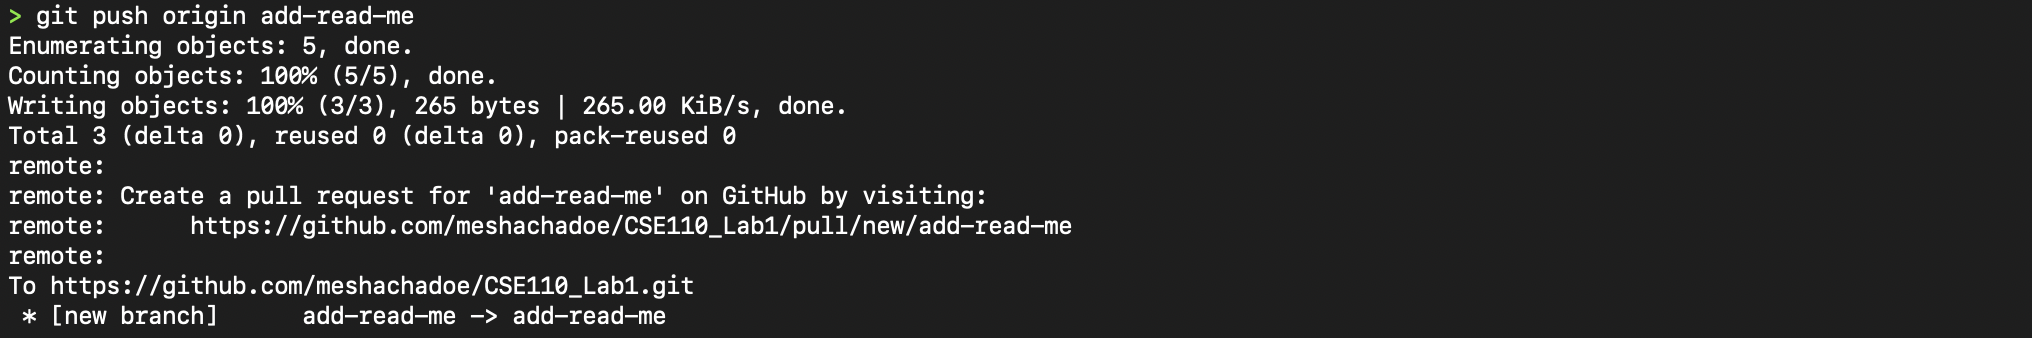 > git push origin add-read-me
Enumerating objects: 5, done.
Counting objects: 100% (5/5), done.
Writing objects: 100% (3/3), 265 bytes | 265.00 KiB/s, done.
Total 3 (delta 0), reused 0 (delta 0), pack-reused 0
remote:
remote: Create a pull request for 'add-read-me' on GitHub by visiting:
remote:      https://github.com/meshachadoe/CSE110_Lab1/pull/new/add-read-me
remote:
To https://github.com/meshachadoe/CSE110_Lab1.git
 * [new branch]      add-read-me -> add-read-me